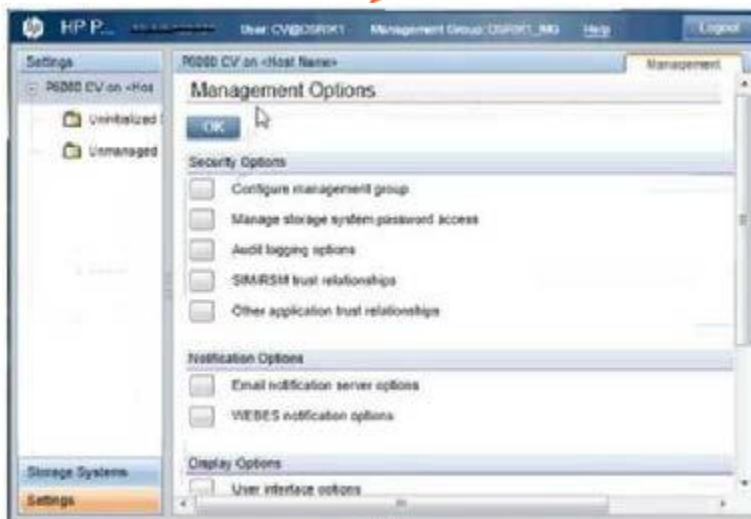 HP P... User: CV@DSRIK1 Management Group: DSRIK1_MG Help Logout
Settings
P6000 CV on <Host Name>
Management
P6000 CV on <Hos
Uninitialized
Unmanaged
Management Options
OK
Security Options
Configure management group
Manage storage system password access
Audit logging options
SIM/RSM trust relationships
Other application trust relationships
Notification Options
Email notification server options
WEBES notification options
Display Options
User interface options
Storage Systems
Settings